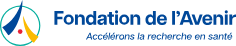 Fondation de l'Avenir
Accélérons la recherche en santé